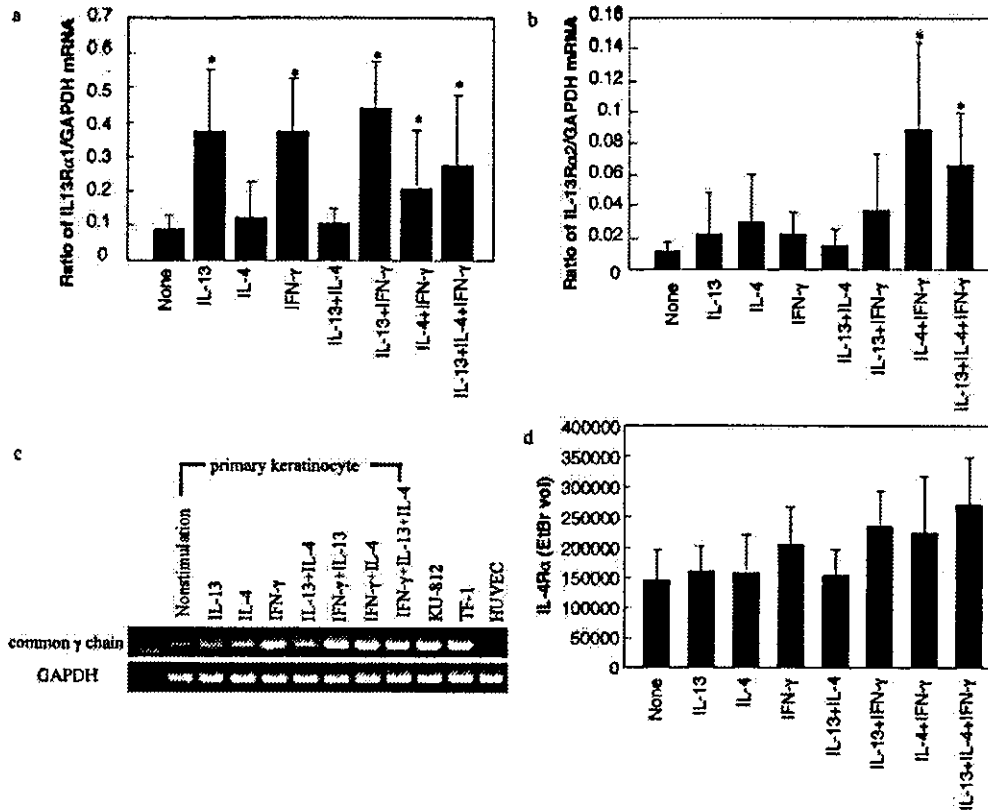 a
Ratio of IL13Rα1/GAPDH mRNA
0.7
0.6
0.5
0.4
0.3
0.2
0.1
0
*
*
*
*
*
None
IL-13
IL-4
IFN-γ
IL-13+IL-4
IL-13+IFN-γ
IL-4+IFN-γ
IL-13+IL-4+IFN-γ
b
Ratio of IL-13Rα2/GAPDH mRNA
0.16
0.14
0.12
0.1
0.08
0.06
0.04
0.02
0
*
*
None
IL-13
IL-4
IFN-γ
IL-13+IL-4
IL-13+IFN-γ
IL-4+IFN-γ
IL-13+IL-4+IFN-γ
c
primary keratinocyte
Nonstimulation
IL-13
IL-4
IFN-γ
IL-13+IL-4
IFN-γ+IL-13
IFN-γ+IL-4
IFN-γ+IL-13+IL-4
KU-812
TF-1
HUVEC
common γ chain
GAPDH
d
IL-4Rα (EtBr vol)
400000
350000
300000
250000
200000
150000
100000
50000
0
None
IL-13
IL-4
IFN-γ
IL-13+IL-4
IL-13+IFN-γ
IL-4+IFN-γ
IL-13+IL-4+IFN-γ